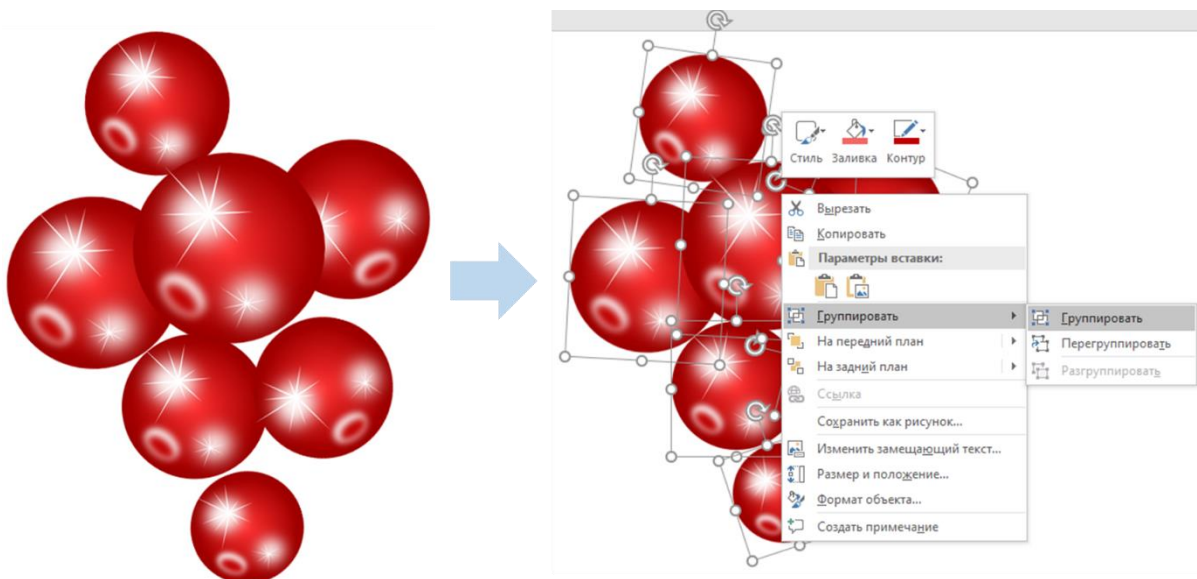 Стиль Заливка Контур
Вырезать
Копировать
Параметры вставки:
Группировать
Группировать
На передний план
Перегруппировать
На задний план
Разгруппировать
Ссылка
Сохранить как рисунок...
Изменить замещающий текст...
Размер и положение...
Формат объекта...
Создать примечание